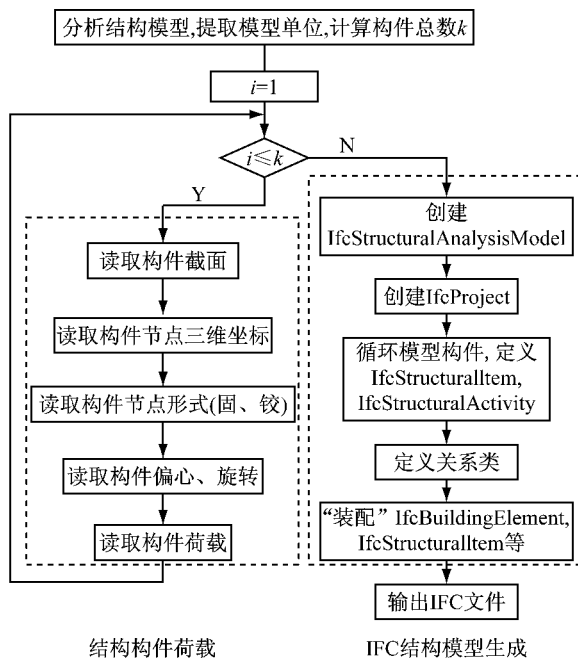 分析结构模型,提取模型单位,计算构件总数k
i=1
i≤k
N
Y
读取构件截面
读取构件节点三维坐标
读取构件节点形式(固、铰)
读取构件偏心、旋转
读取构件荷载
结构构件荷载
创建
IfcStructuralAnalysisModel
创建IfcProject
循环模型构件, 定义
IfcStructuralItem,
IfcStructuralActivity
定义关系类
“装配”IfcBuildingElement,
IfcStructuralItem等
输出IFC文件
IFC结构模型生成